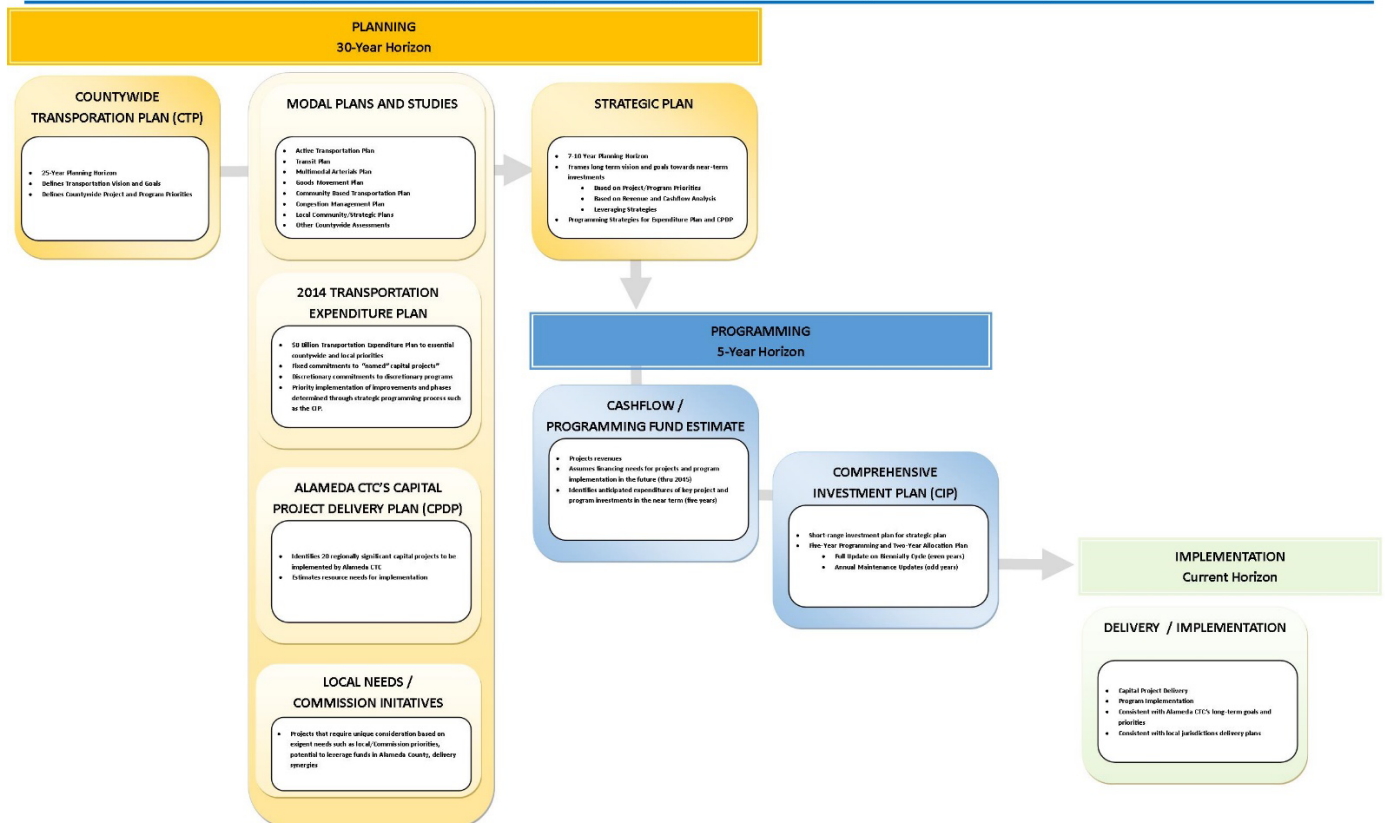 PLANNING
30-Year Horizon
COUNTYWIDE
TRANSPORATION PLAN (CTP)
• 25-Year Planning Horizon
• Defines Transportation Vision and Goals
• Defines Countywide Project and Program Priorities
MODAL PLANS AND STUDIES
• Active Transportation Plan
• Transit Plan
• Multimodal Arterials Plan
• Goods Movement Plan
• Community Based Transportation Plan
• Congestion Management Plan
• Local Community/Strategic Plans
• Other Countywide Assessments
2014 TRANSPORTATION
EXPENDITURE PLAN
• $8 Billion Transportation Expenditure Plan to essential
countywide and local priorities
• Fixed commitments to "named" capital projects"
• Discretionary commitments to discretionary programs
• Priority implementation of improvements and phases
determined through strategic programming process such
as the CIP.
ALAMEDA CTC'S CAPITAL
PROJECT DELIVERY PLAN (CPDP)
• Identifies 20 regionally significant capital projects to be
implemented by Alameda CTC
• Estimates resource needs for implementation
LOCAL NEEDS /
COMMISSION INITATIVES
• Projects that require unique consideration based on
exigent needs such as local/Commission priorities,
potential to leverage funds in Alameda County, delivery
synergies
STRATEGIC PLAN
• 7-10 Year Planning Horizon
• Frames long term vision and goals towards near-term
investments
• Based on Project/Program Priorities
• Based on Revenue and Cashflow Analysis
• Leveraging Strategies
• Programming Strategies for Expenditure Plan and CPDP
PROGRAMMING
5-Year Horizon
CASHFLOW /
PROGRAMMING FUND ESTIMATE
• Projects revenues
• Assumes financing needs for projects and program
implementation in the future (thru 2045)
• Identifies anticipated expenditures of key project and
program investments in the near term (five years)
COMPREHENSIVE
INVESTMENT PLAN (CIP)
• Short-range investment plan for strategic plan
• Five-Year Programming and Two-Year Allocation Plan
• Full Update on Biennially Cycle (even years)
• Annual Maintenance Updates (odd years)
IMPLEMENTATION
Current Horizon
DELIVERY / IMPLEMENTATION
• Capital Project Delivery
• Program Implementation
• Consistent with Alameda CTC's long-term goals and
priorities
• Consistent with local jurisdictions delivery plans